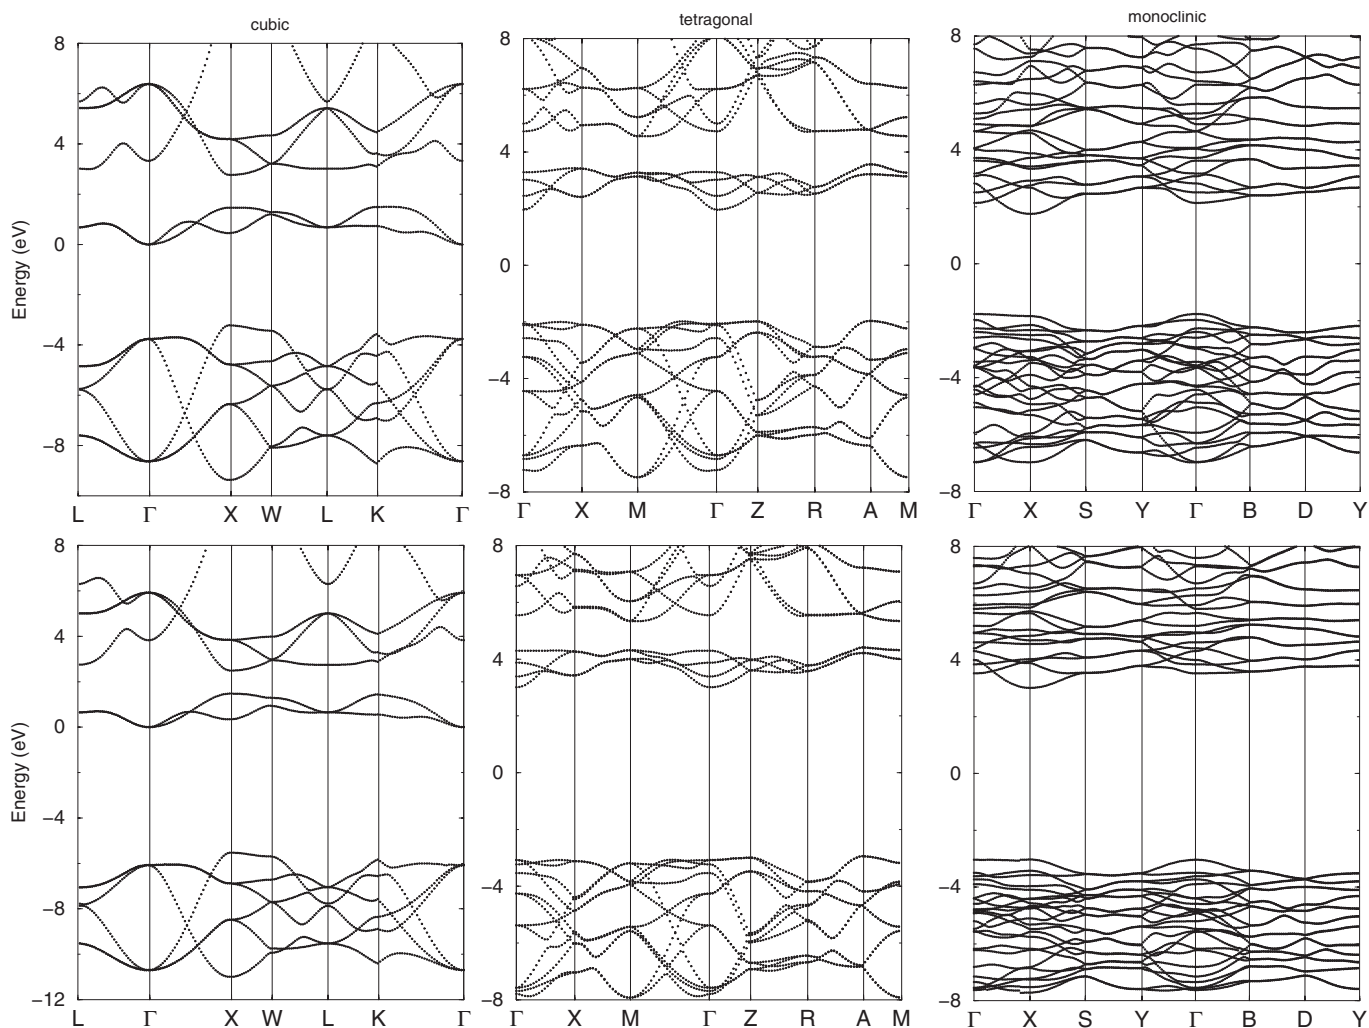 cubic
tetragonal
monoclinic
8
4
0
−4
−8
Energy (eV)
L Γ X W L K Γ
8
4
0
−4
−8
Γ X M Γ Z R A M
8
4
0
−4
−8
Γ X S Y Γ B D Y
8
4
0
−4
−8
−12
Energy (eV)
L Γ X W L K Γ
8
4
0
−4
−8
Γ X M Γ Z R A M
8
4
0
−4
−8
Γ X S Y Γ B D Y